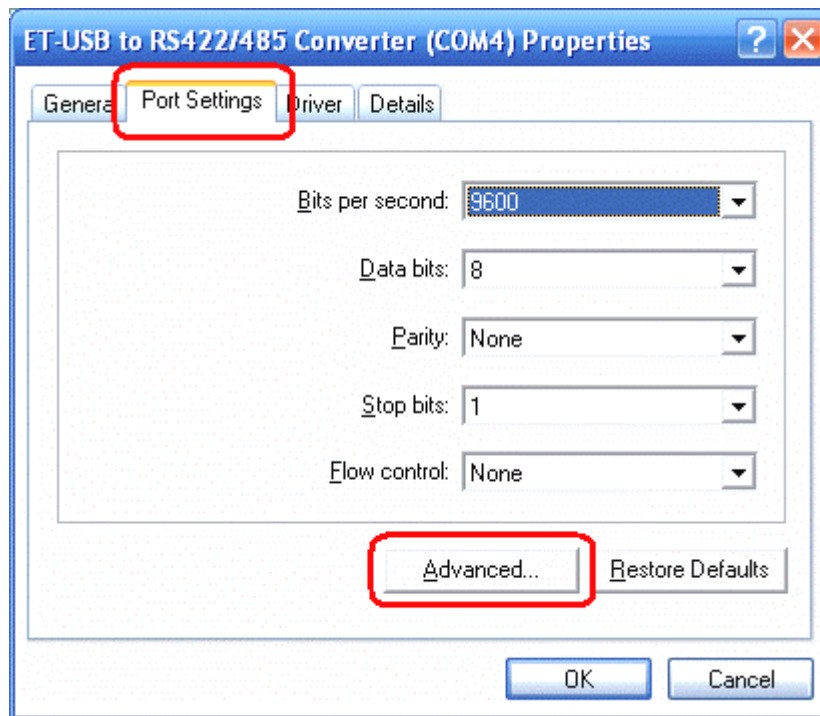 ET-USB to RS422/485 Converter (COM4) Properties
General Port Settings Driver Details
Bits per second: 9600
Data bits: 8
Parity: None
Stop bits: 1
Flow control: None
Advanced... Restore Defaults
OK Cancel